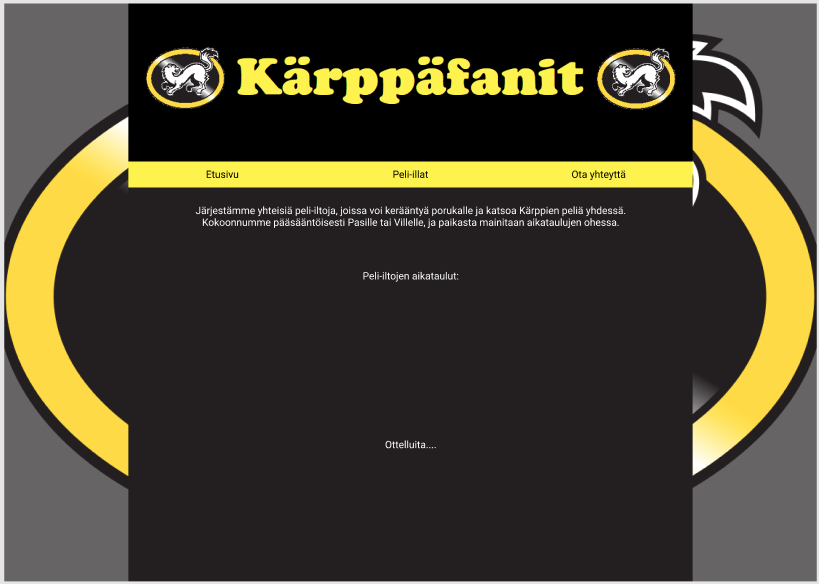 Kärppäfanit
Etusivu
Peli-illat
Ota yhteyttä
Järjestämme yhteisiä peli-iltoja, joissa voi kerääntyä porukalle ja katsoa Kärppien peliä yhdessä.
Kokoonnumme pääsääntöisesti Pasille tai Villelle, ja paikasta mainitaan aikataulujen ohessa.
Peli-iltojen aikataulut:
Ottelluita....